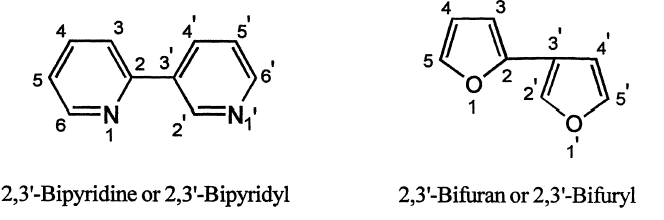 4 3 4' 5'
5 2 3' 6'
6 N 1 2' N 1'
4 3 3' 4'
5 O 1 2 2' O 1' 5'
2,3'-Bipyridine or 2,3'-Bipyridyl
2,3'-Bifuran or 2,3'-Bifuryl